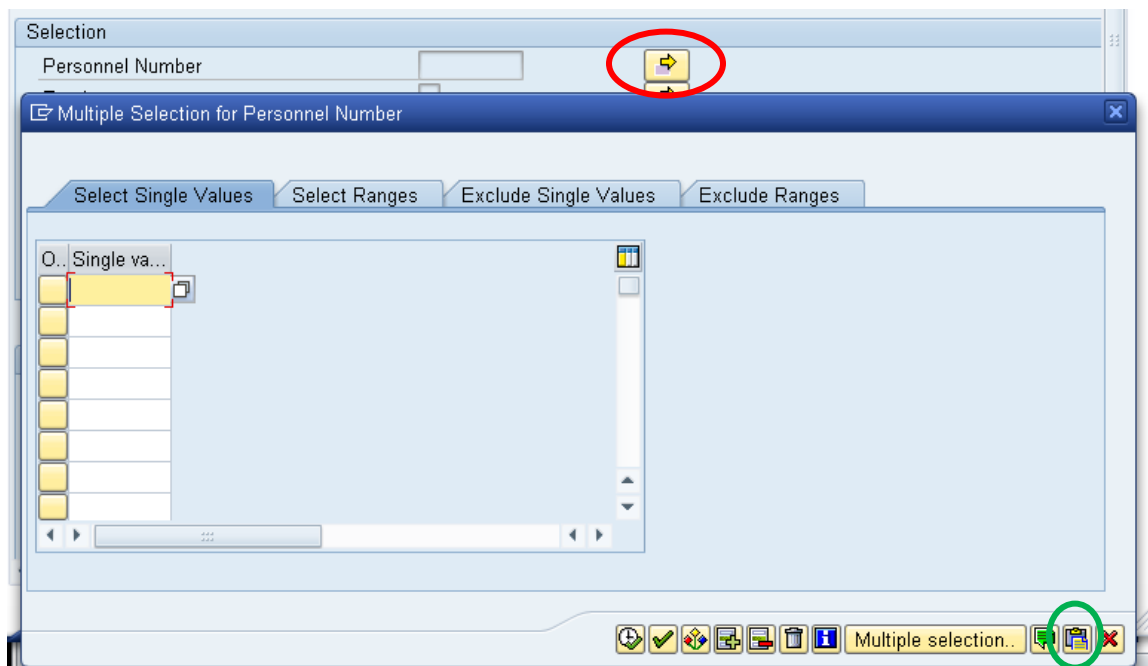 Selection
Personnel Number
Multiple Selection for Personnel Number
Select Single Values Select Ranges Exclude Single Values Exclude Ranges
O.. Single va...
Multiple selection..